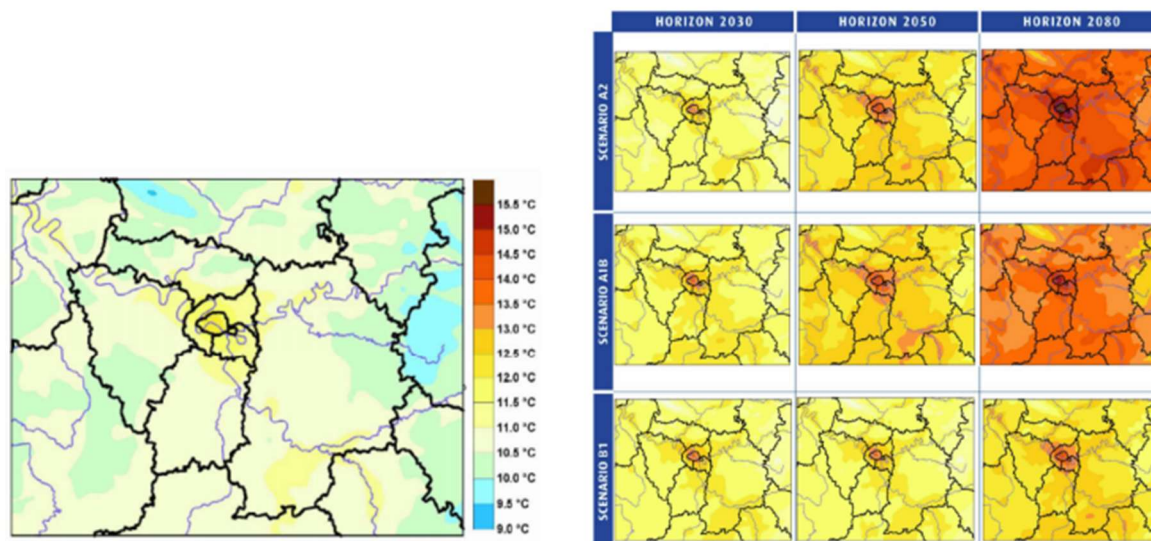 HORIZON 2030
HORIZON 2050
HORIZON 2080
SCENARIO A2
SCENARIO A1B
SCENARIO B1
15.5 °C
15.0 °C
14.5 °C
14.0 °C
13.5 °C
13.0 °C
12.5 °C
12.0 °C
11.5 °C
11.0 °C
10.5 °C
10.0 °C
9.5 °C
9.0 °C